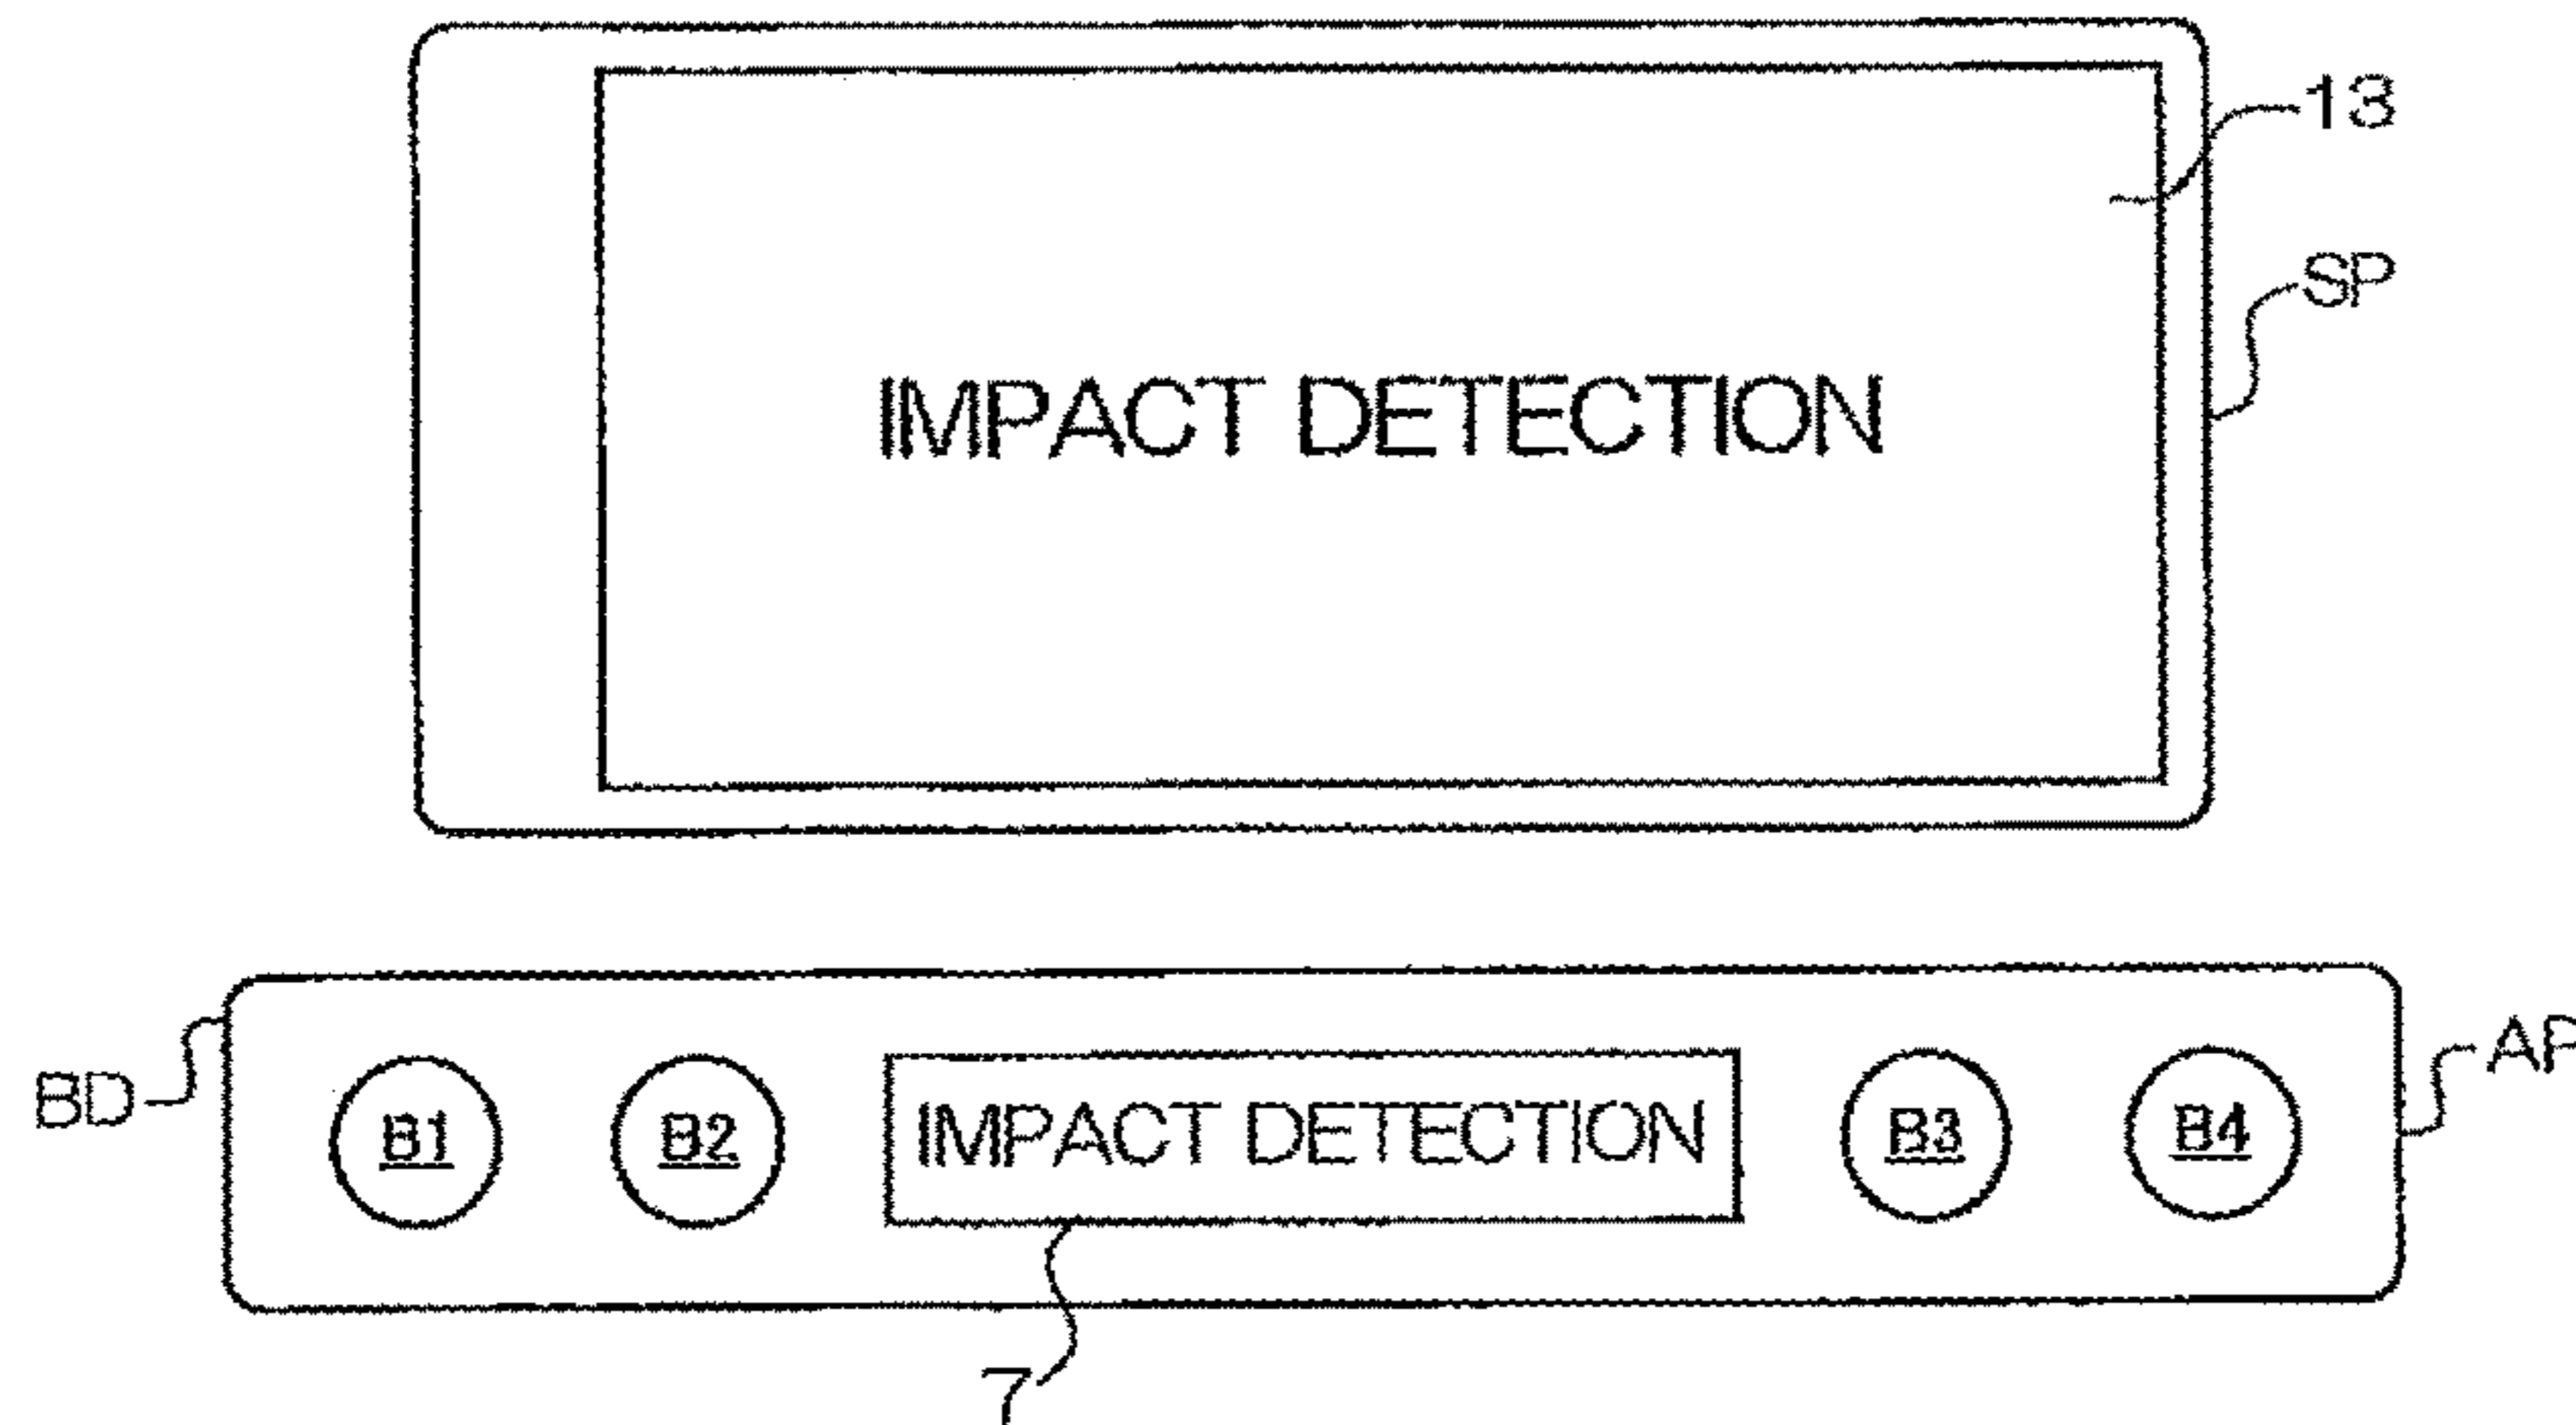 13
SP
IMPACT DETECTION
BD
B1
B2
IMPACT DETECTION
B3
B4
AP
7